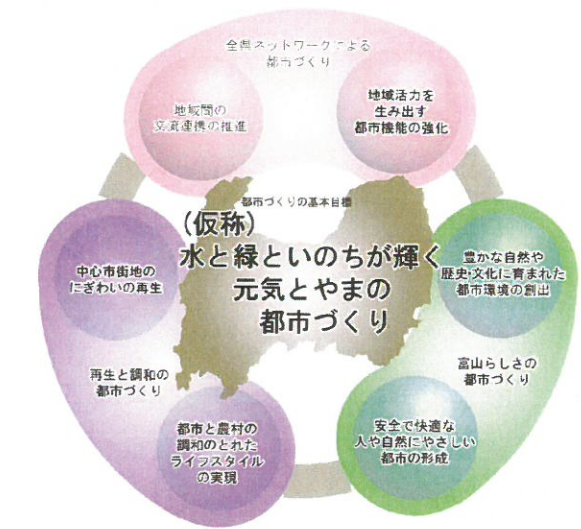 全県ネットワークによる
都市づくり
地域間の
交流連携の推進
地域活力を
生み出す
都市機能の強化
都市づくりの基本目標
(仮称)
水と緑といのちが輝く
元気とやまの
都市づくり
中心市街地の
にぎわいの再生
豊かな自然や
歴史・文化に育まれた
都市環境の創出
再生と調和の
都市づくり
富山らしさの
都市づくり
都市と農村の
調和のとれた
ライフスタイル
の実現
安全で快適な
人や自然にやさしい
都市の形成